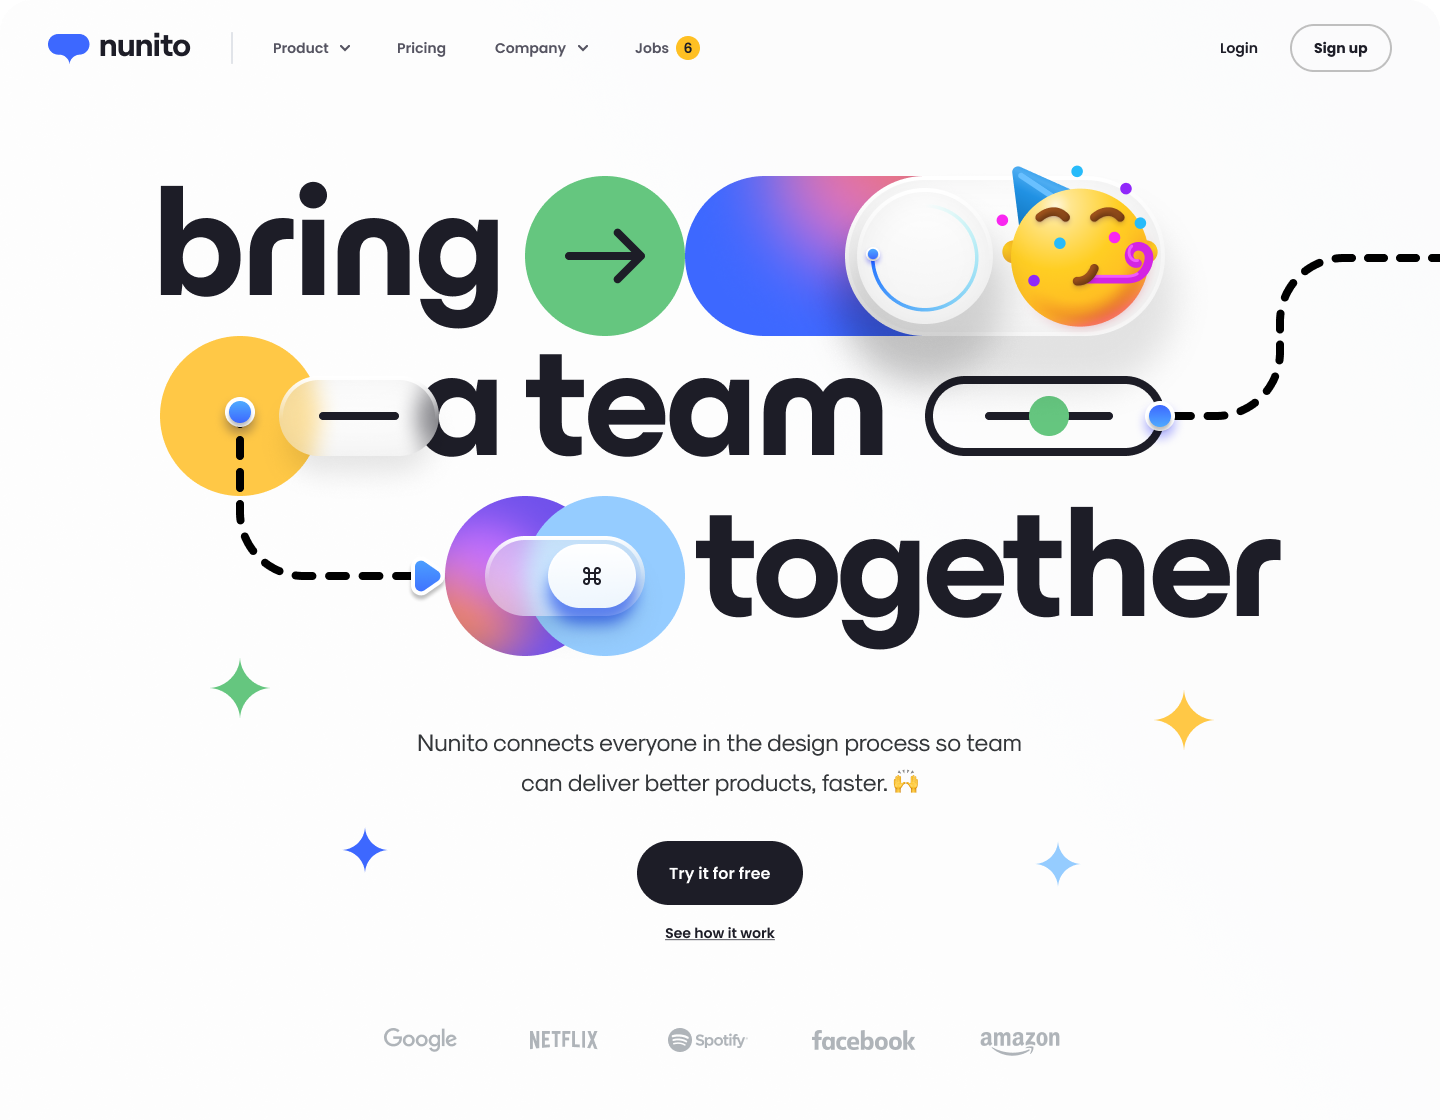 nunito
Product
Pricing
Company
Jobs 6
Login
Sign up
bring
a team
⌘
together
Nunito connects everyone in the design process so team
can deliver better products, faster. 🙌
Try it for free
See how it work
Google
NETFLIX
Spotify
facebook
amazon